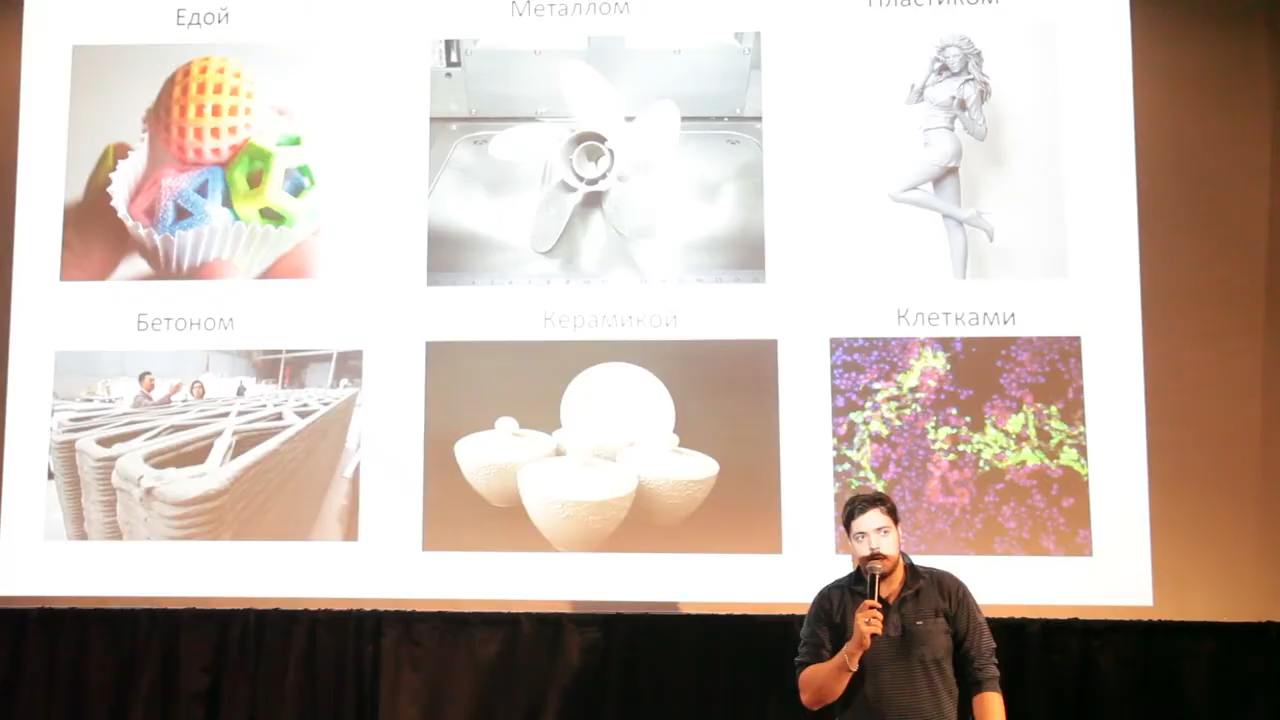 Едой
Металлом
Пластиком
Бетоном
Керамикой
Клетками